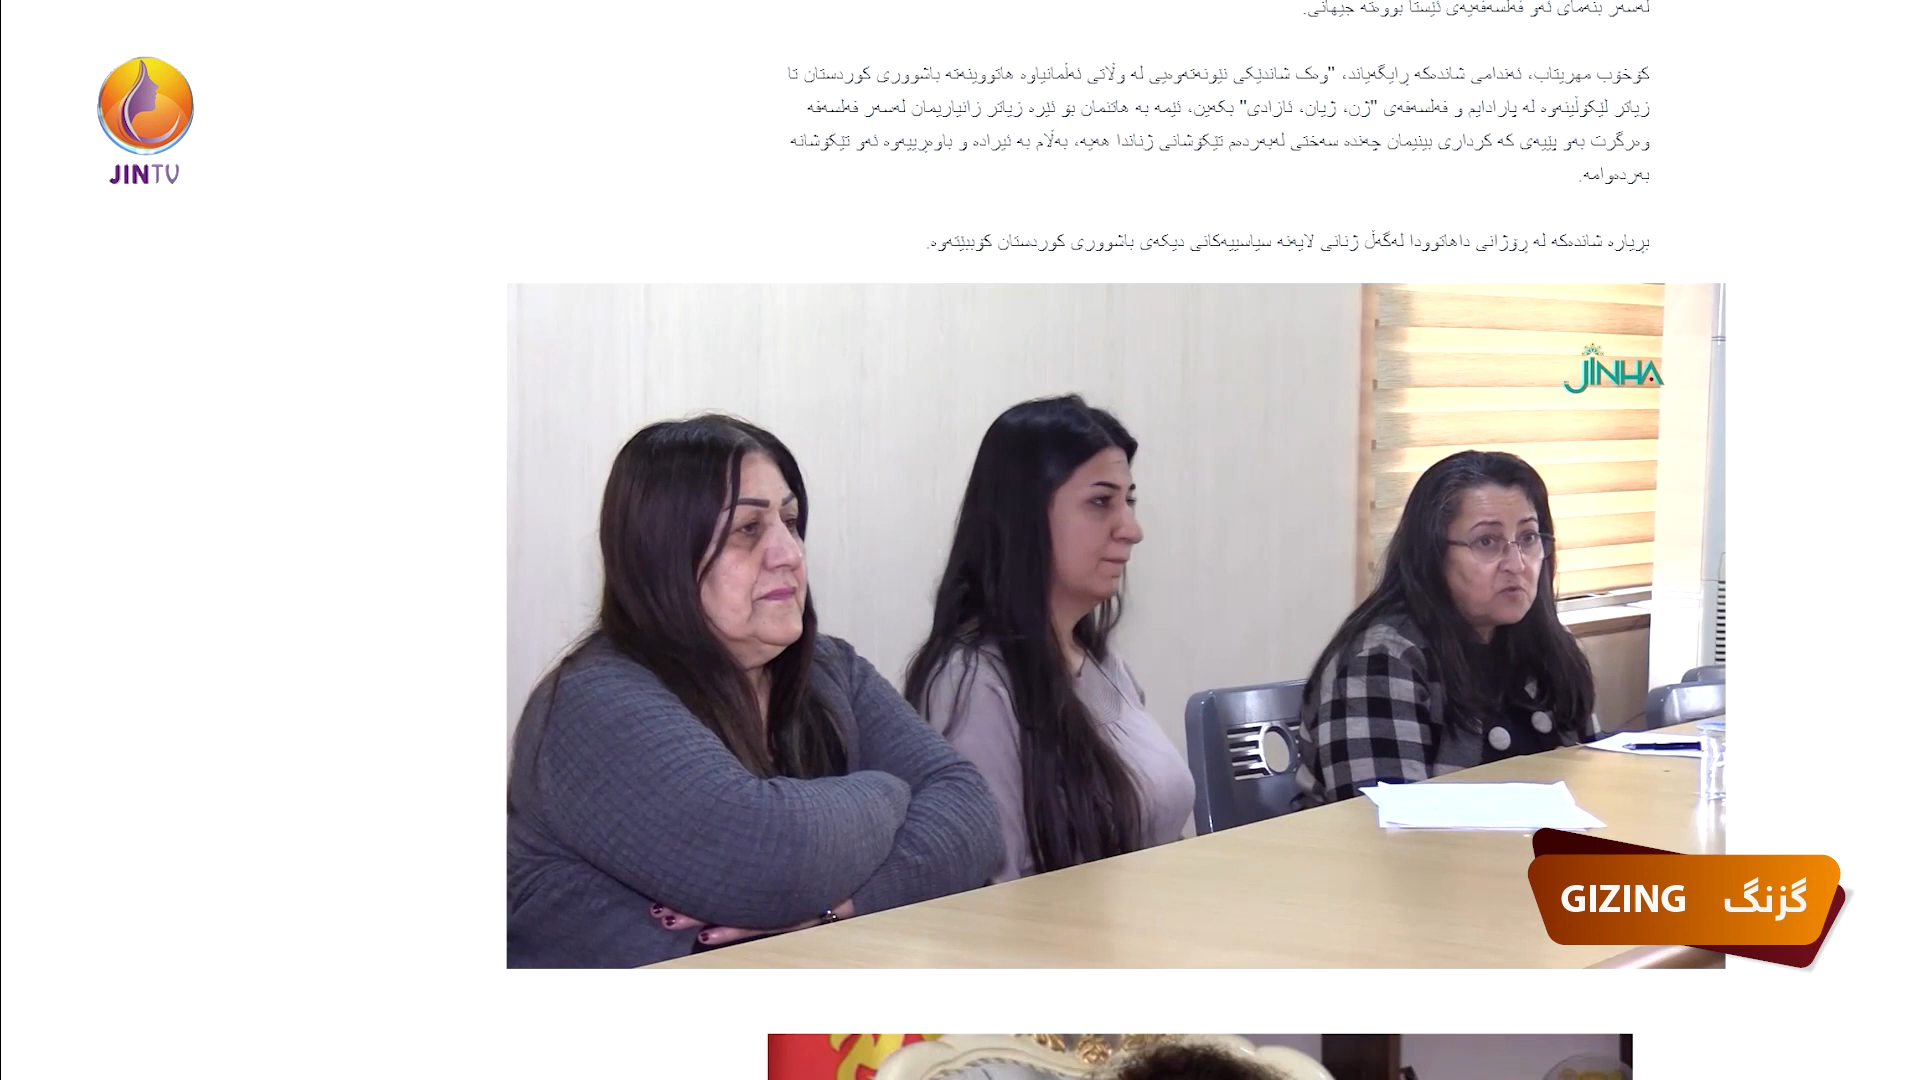 لەسەر بنەمای ئەو فەلسەفەیەی ئێستا بووەتە جیهانی.
کۆخۆب مهریتاب، ئەندامی شاندەکە ڕایگەیاند، "وەک شاندێکی نێونەتەوەیی لە وڵاتی ئەڵمانیاوە هاتووینەتە باشووری کوردستان تا
زیاتر لێکۆڵینەوە لە پارادایم و فەلسەفەی "ژن، ژیان، ئازادی" بکەین، ئێمە بە هاتنمان بۆ ئێرە زیاتر زانیاریمان لەسەر فەلسەفە
وەرگرت بەو پێیەی کە کرداری بینیمان چەندە سەختی لەبەردەم تێکۆشانی ژناندا هەیە، بەڵام بە ئیرادە و باوەڕییەوە ئەو تێکۆشانە
بەردەوامە.
بڕیارە شاندەکە لە ڕۆژانی داهاتوودا لەگەڵ ژنانی لایەنە سیاسییەکانی دیکەی باشووری کوردستان کۆببێتەوە.
JINTV
JINHA
GIZING گزنگ